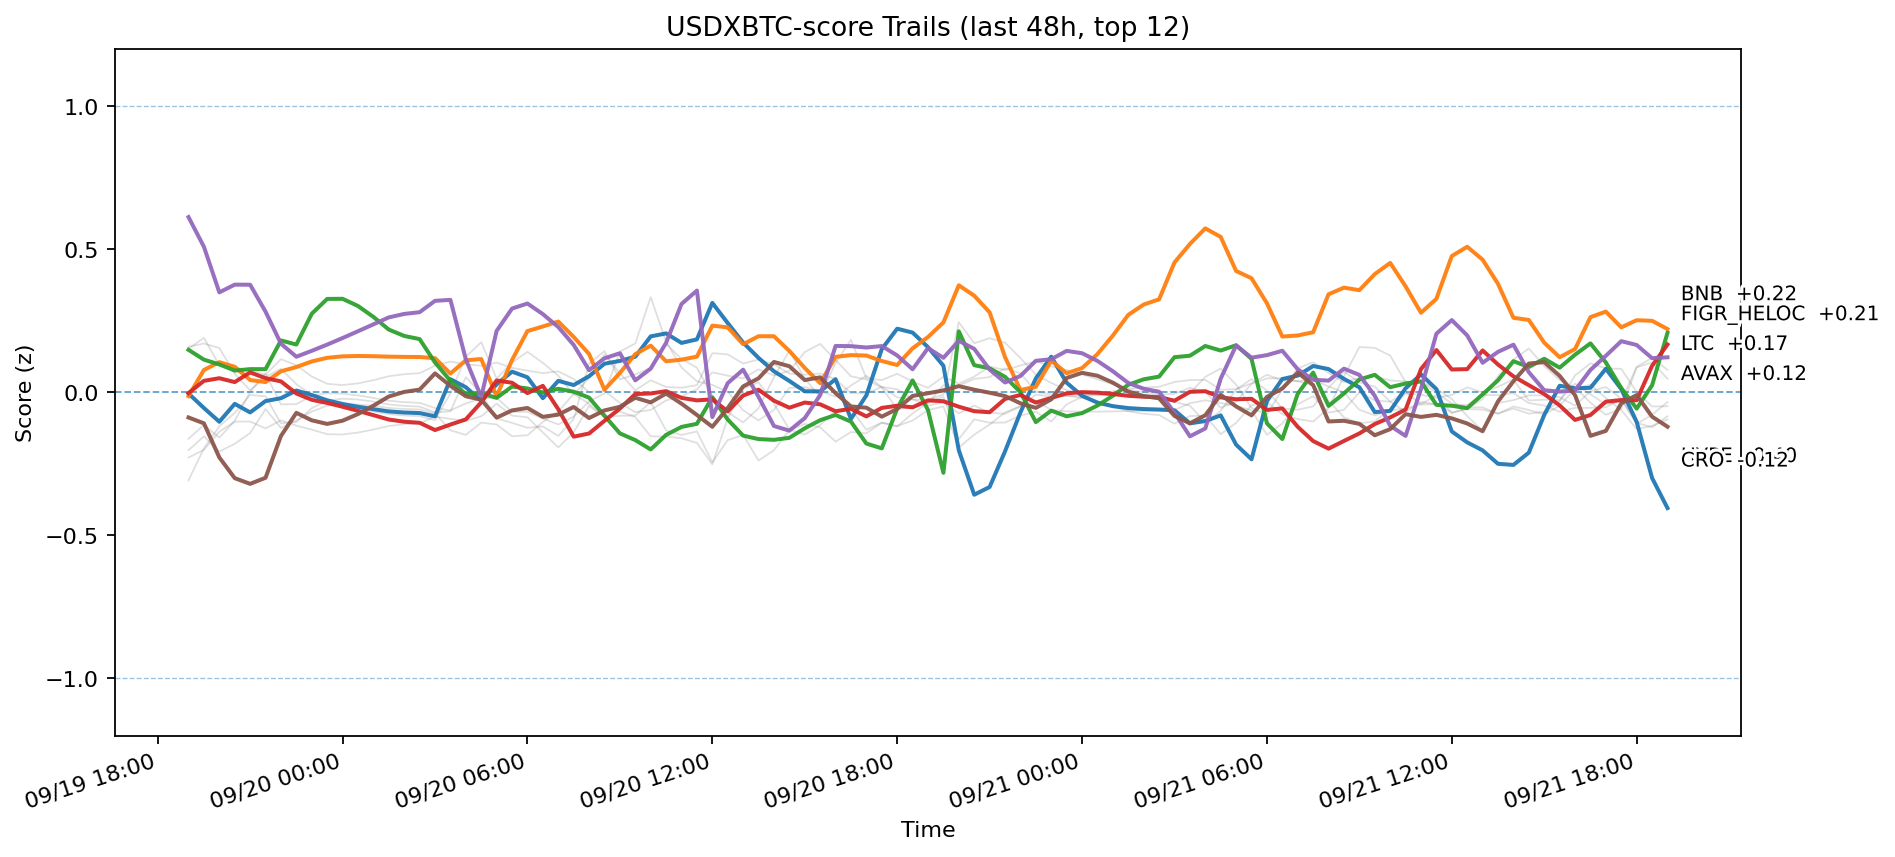 USDXBTC-score Trails (last 48h, top 12)
Score (z)
1.0
0.5
0.0
−0.5
−1.0
BNB +0.22
FIGR_HELOC +0.21
LTC +0.17
AVAX +0.12
CRO -0.12
09/19 18:00
09/20 00:00
09/20 06:00
09/20 12:00
09/20 18:00
09/21 00:00
09/21 06:00
09/21 12:00
09/21 18:00
Time